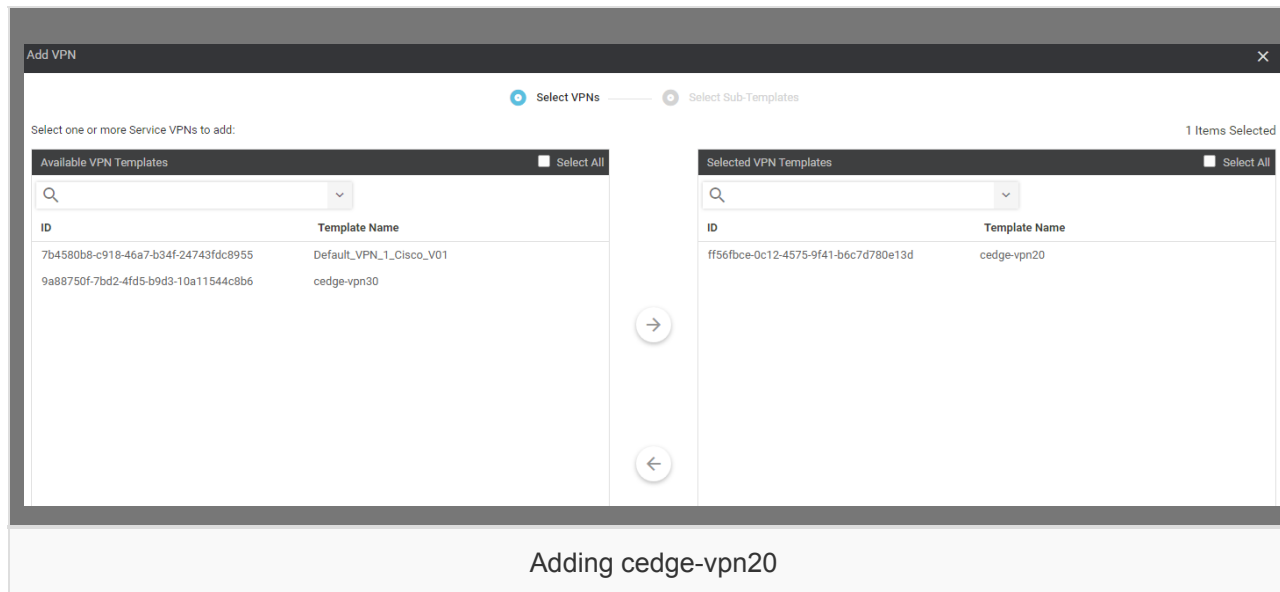 Add VPN
Select VPNs
Select Sub-Templates
Select one or more Service VPNs to add:
1 Items Selected
Available VPN Templates
Select All
ID
Template Name
7b4580b8-c918-46a7-b34f-24743fdc8955
Default_VPN_1_Cisco_V01
9a88750f-7bd2-4fd5-b9d3-10a11544c8b6
cedge-vpn30
Selected VPN Templates
Select All
ID
Template Name
ff56fbce-0c12-4575-9f41-b6c7d780e13d
cedge-vpn20
Adding cedge-vpn20